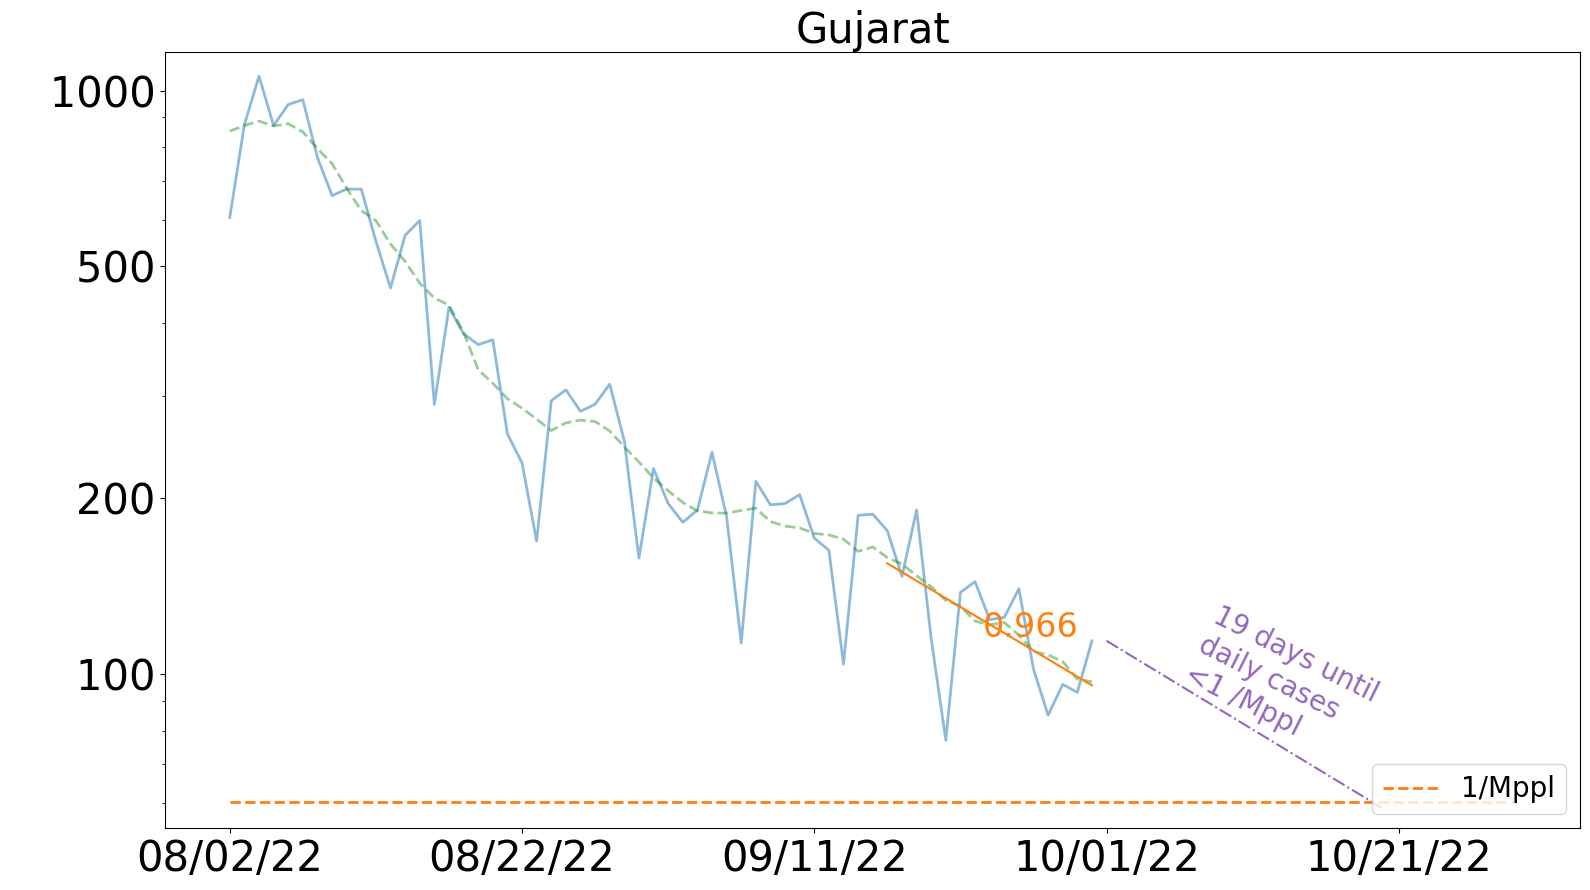 Gujarat
1000
500
200
100
0.966
19 days until
daily cases
<1 /Mppl
1/Mppl
08/02/22
08/22/22
09/11/22
10/01/22
10/21/22